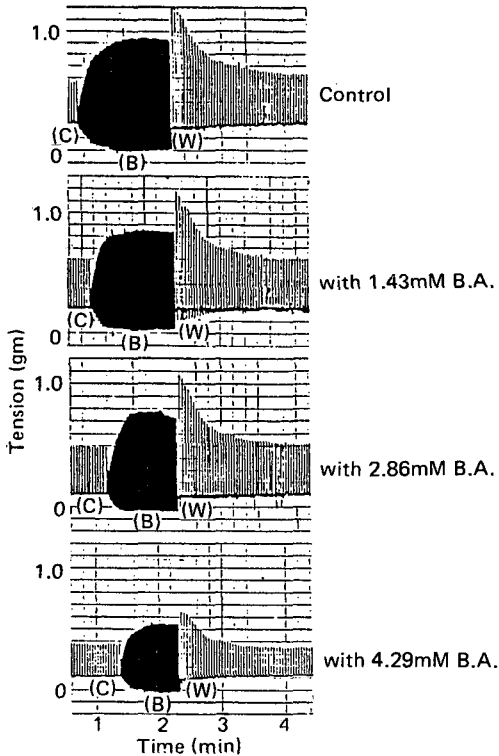 Tension (gm)
1.0
(C)
0
(B)
(W)
Control
1.0
(C)
0
(B)
(W)
with 1.43mM B.A.
1.0
0
(C)
(B)
(W)
with 2.86mM B.A.
1.0
0
(C)
(B)
(W)
with 4.29mM B.A.
1 2 3 4
Time (min)